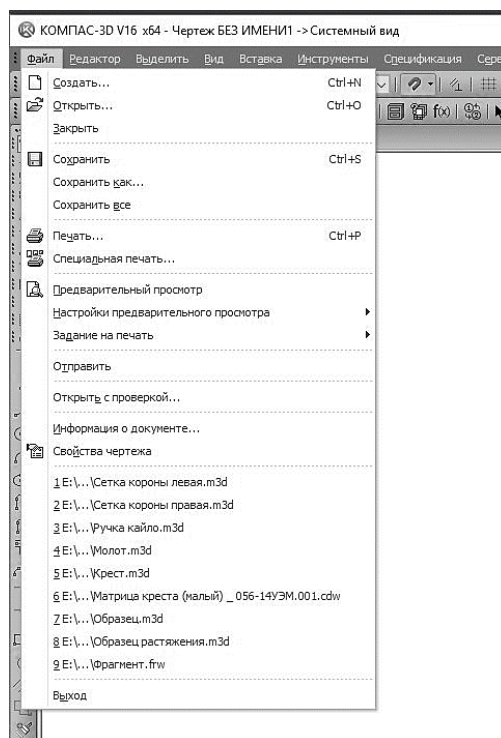 КОМПАС-3D V16 x64 - Чертеж БЕЗ ИМЕНИ1 ->Системный вид
Файл Редактор Выделить Вид Вставка Инструменты Спецификация Серв
Создать... Ctrl+N
Открыть... Ctrl+O
Закрыть
Сохранить Ctrl+S
Сохранить как...
Сохранить все
Печать... Ctrl+P
Специальная печать...
Предварительный просмотр
Настройки предварительного просмотра
Задание на печать
Отправить
Открыть с проверкой...
Информация о документе...
Свойства чертежа
1 E:\...\Сетка короны левая.m3d
2 E:\...\Сетка короны правая.m3d
3 E:\...\Ручка кайло.m3d
4 E:\...\Молот.m3d
5 E:\...\Крест.m3d
6 E:\...\Матрица креста (малый) _ 056-14УЭМ.001.cdw
7 E:\...\Образец.m3d
8 E:\...\Образец растяжения.m3d
9 E:\...\Фрагмент.frw
Выход
f(x)